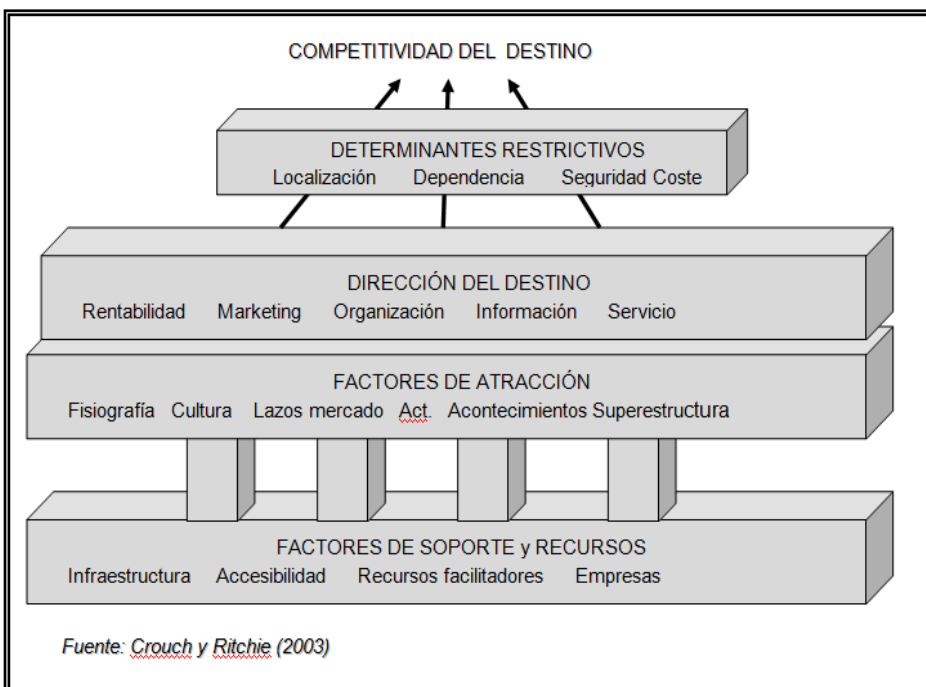 COMPETITIVIDAD DEL DESTINO
DETERMINANTES RESTRICTIVOS
Localización Dependencia Seguridad Coste
DIRECCIÓN DEL DESTINO
Rentabilidad Marketing Organización Información Servicio
FACTORES DE ATRACCIÓN
Fisiografía Cultura Lazos mercado Act. Acontecimientos Superestructura
FACTORES DE SOPORTE y RECURSOS
Infraestructura Accesibilidad Recursos facilitadores Empresas
Fuente: Crouch y Ritchie (2003)